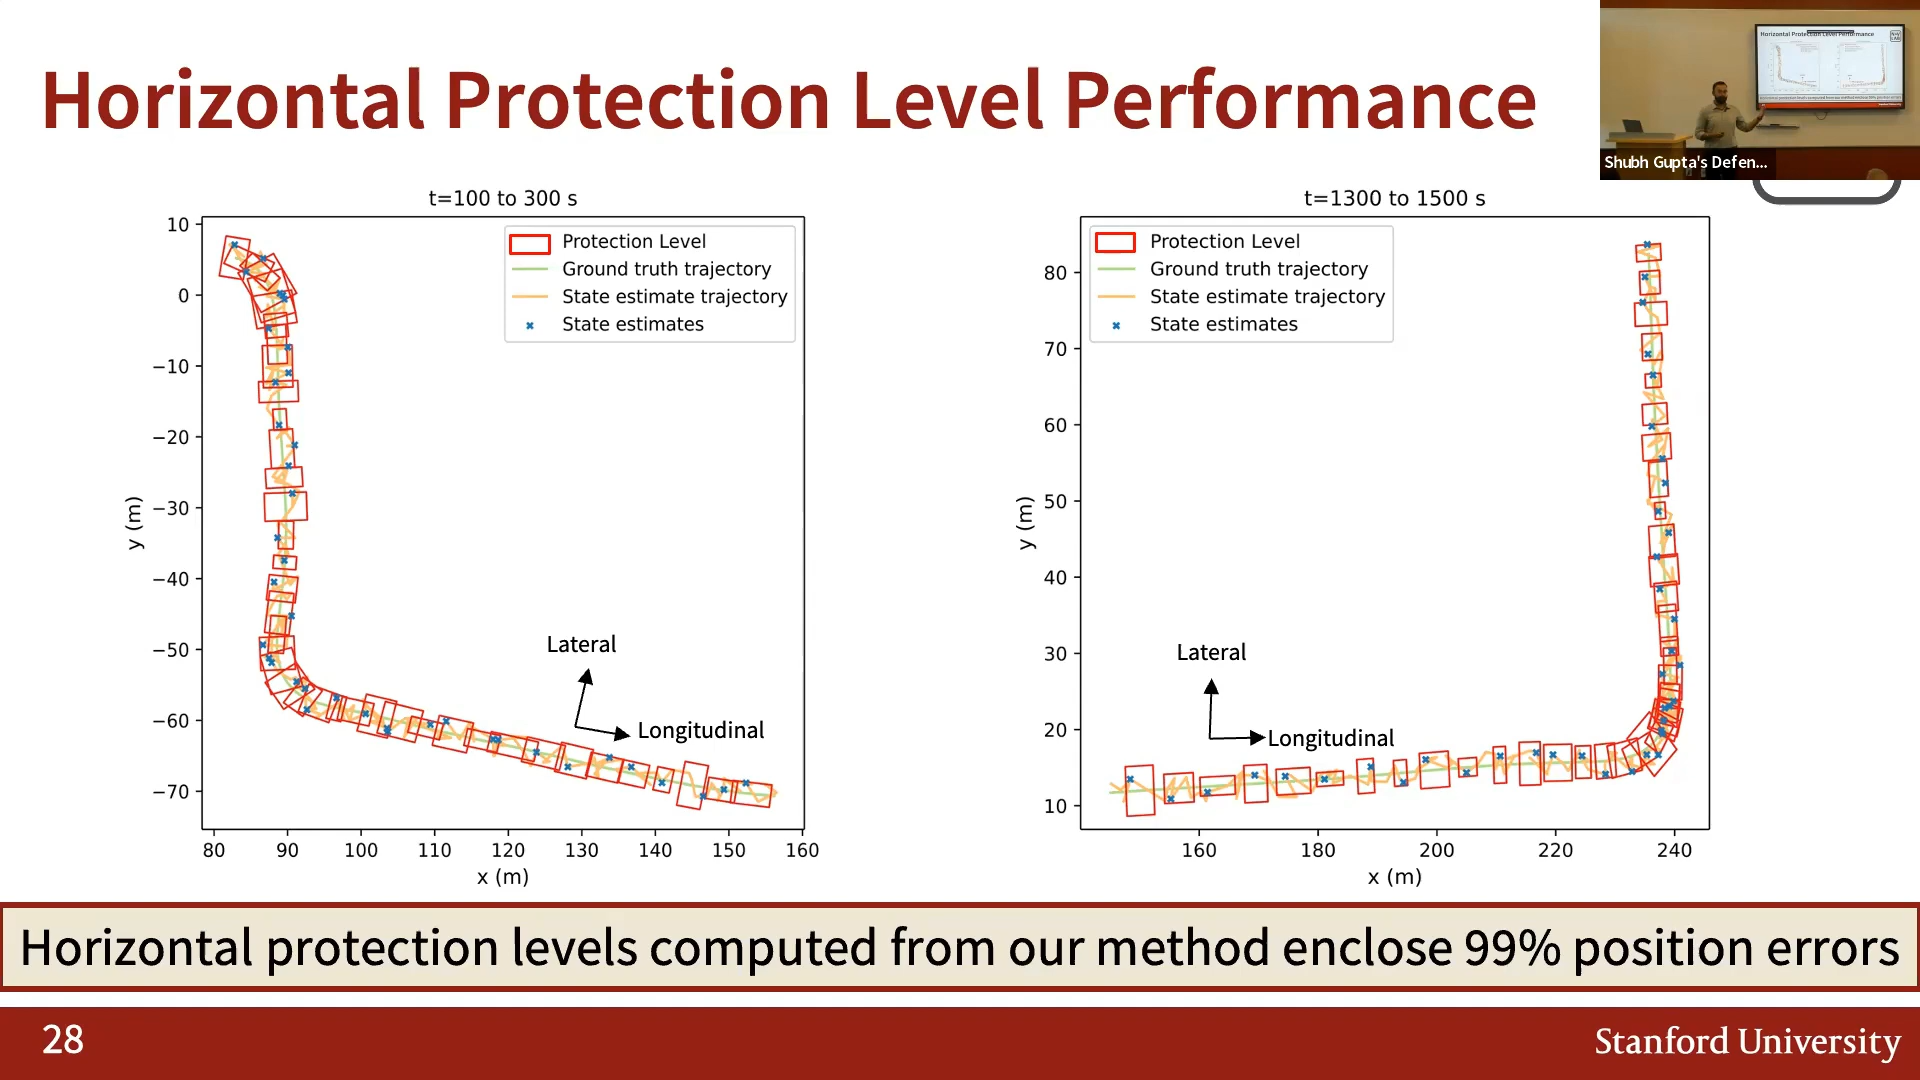 Horizontal Protection Level Performance
Horizontal Protection Level Performance
Shubh Gupta's Defen...
t=100 to 300 s
10
0
−10
−20
−30
−40
−50
−60
−70
y (m)
Protection Level
Ground truth trajectory
State estimate trajectory
State estimates
Lateral
Longitudinal
80 90 100 110 120 130 140 150 160
x (m)
t=1300 to 1500 s
80
70
60
50
40
30
20
10
y (m)
Protection Level
Ground truth trajectory
State estimate trajectory
State estimates
Lateral
Longitudinal
160 180 200 220 240
x (m)
Horizontal protection levels computed from our method enclose 99% position errors
28
Stanford University